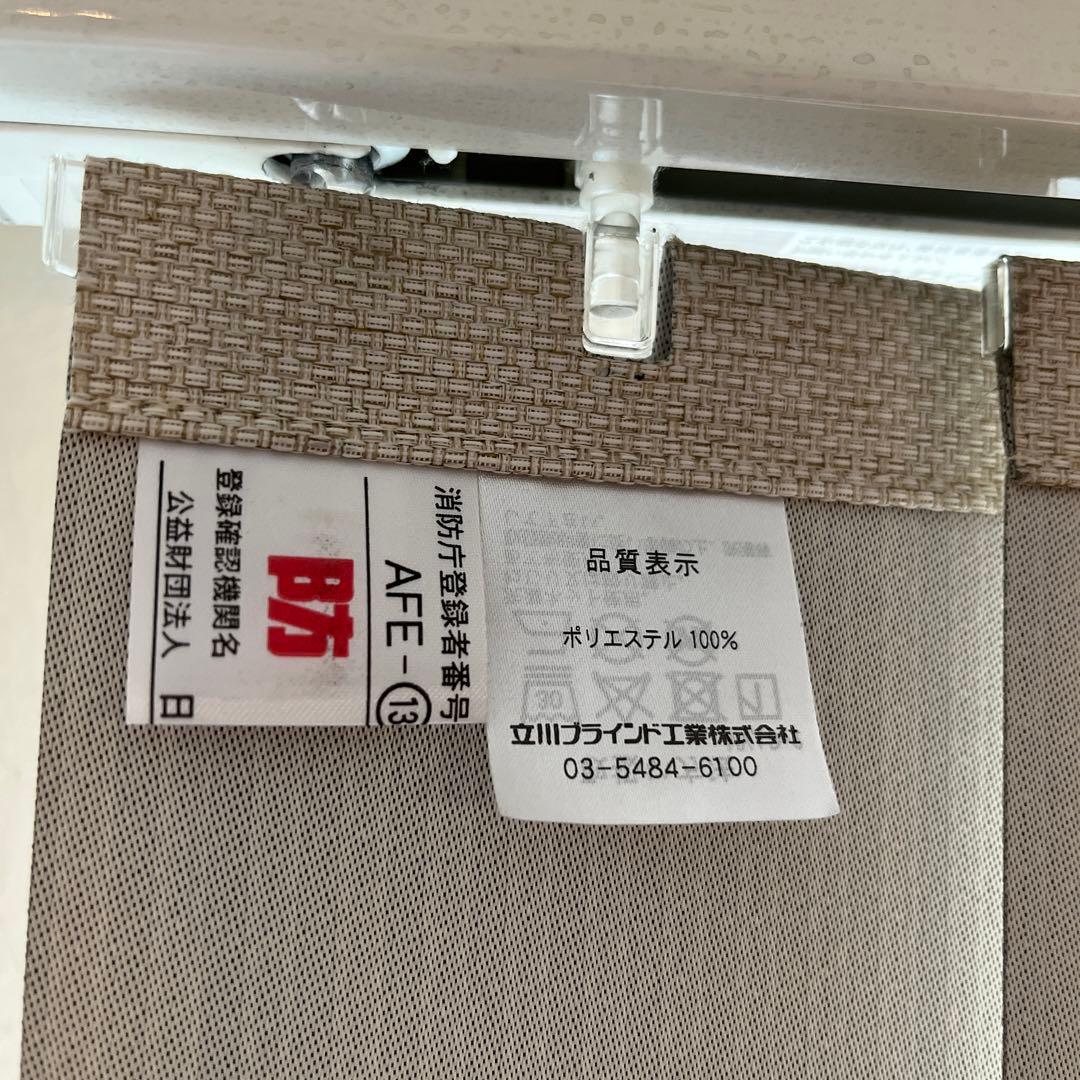 消防庁登録者番号
AFE-⑬
防
登録確認機関名
公益財団法人 日
品質表示
ポリエステル 100%
30
立川ブラインド工業株式会社
03-5484-6100